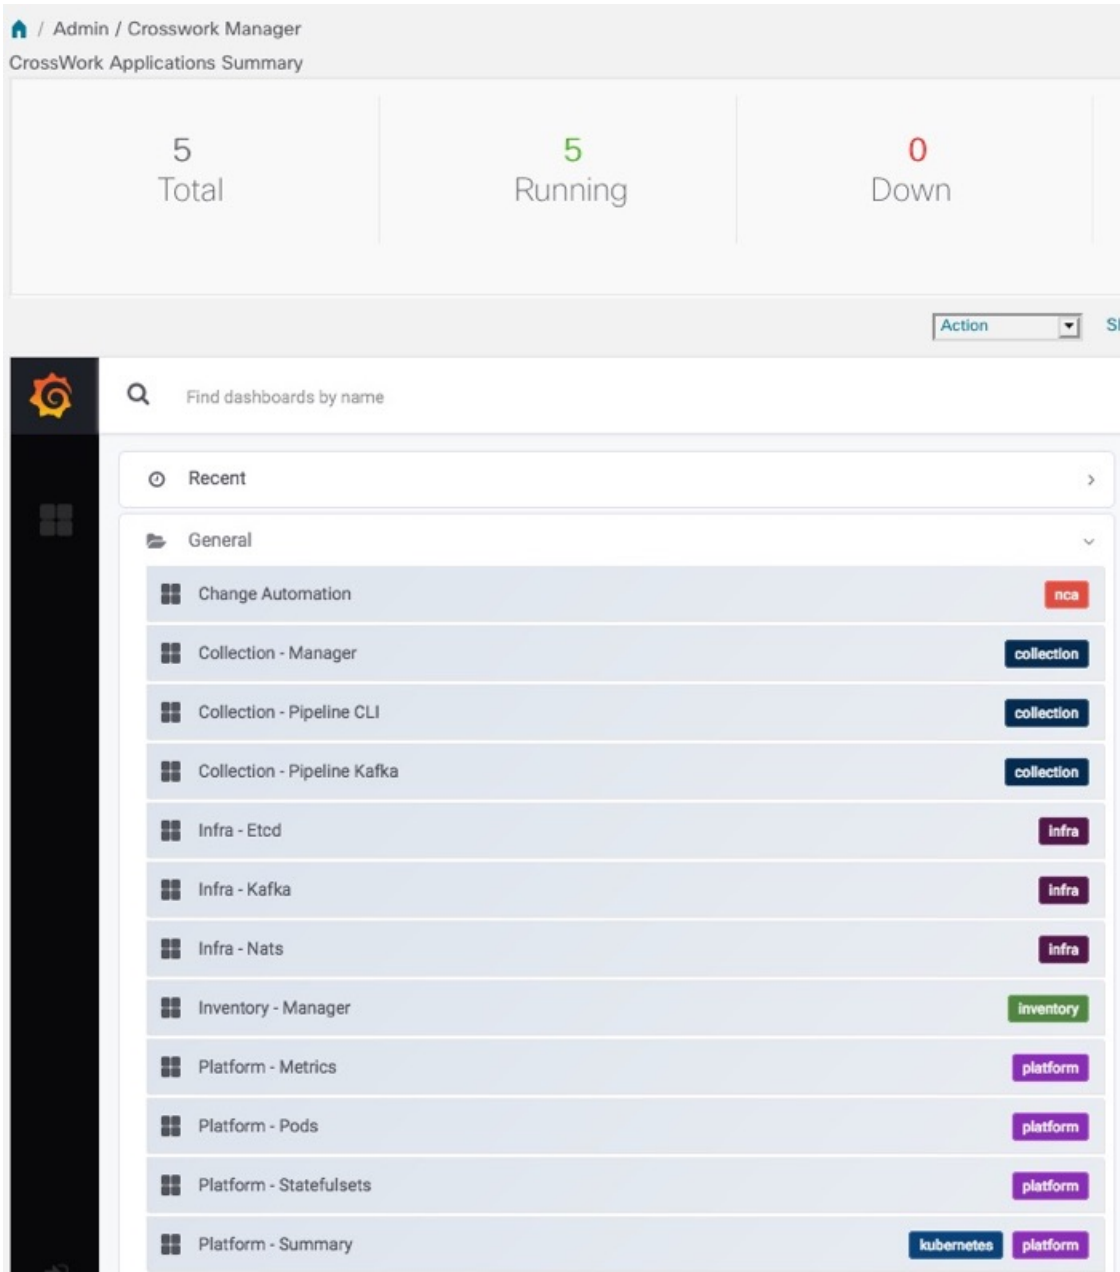 / Admin / Crosswork Manager
CrossWork Applications Summary
5 5 0
Total Running Down
Action
Find dashboards by name
Recent
General
Change Automation nca
Collection - Manager collection
Collection - Pipeline CLI collection
Collection - Pipeline Kafka collection
Infra - Etcd infra
Infra - Kafka infra
Infra - Nats infra
Inventory - Manager inventory
Platform - Metrics platform
Platform - Pods platform
Platform - Statefulsets platform
Platform - Summary kubernetes platform